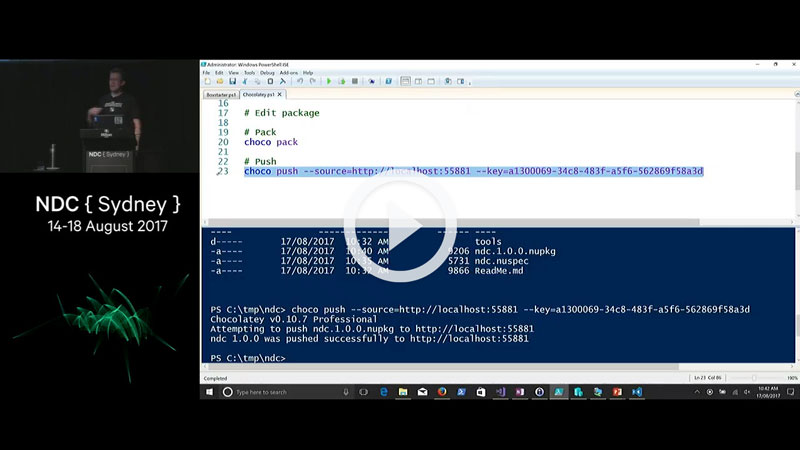 NDC { Sydney }
NDC { Sydney }
14-18 August 2017
Administrator: Windows PowerShell ISE
File Edit View Tools Debug Add-ons Help
Boxstarter.ps1 Chocolatey.ps1 X
16
17 # Edit package
18
19 # Pack
20 choco pack
21
22 # Push
23 choco push --source=http://localhost:55881 --key=a1300069-34c8-483f-a5f6-562869f58a3d
---- ------------- ------ ----
d----- 17/08/2017 10:32 AM tools
-a---- 17/08/2017 10:40 AM 9206 ndc.1.0.0.nupkg
-a---- 17/08/2017 10:35 AM 5731 ndc.nuspec
-a---- 17/08/2017 10:37 AM 9866 ReadMe.md
PS C:\tmp\ndc> choco push --source=http://localhost:55881 --key=a1300069-34c8-483f-a5f6-562869f58a3d
Chocolatey v0.10.7 Professional
Attempting to push ndc.1.0.0.nupkg to http://localhost:55881
ndc 1.0.0 was pushed successfully to http://localhost:55881
PS C:\tmp\ndc>
Completed Ln 23 Col 86 100%
Type here to search
10:42 AM
17/08/2017